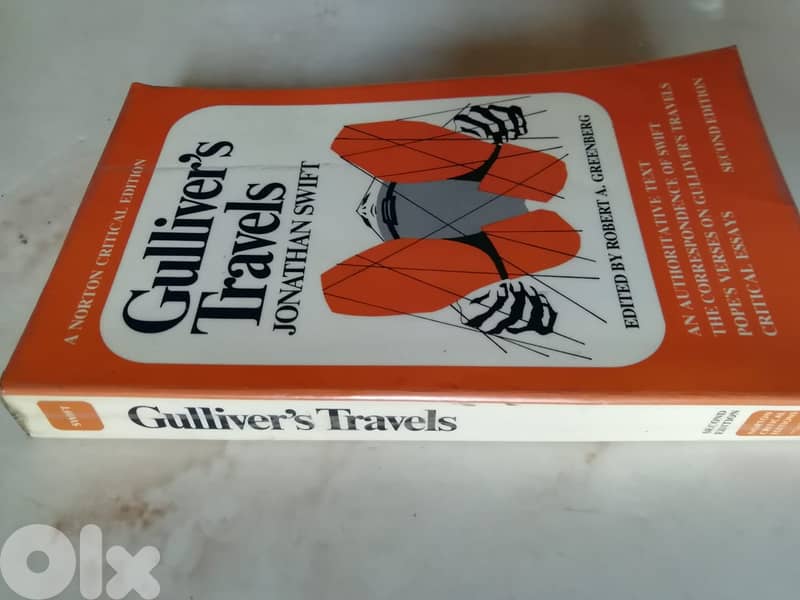 A NORTON CRITICAL EDITION
Gulliver's
Travels
JONATHAN SWIFT
EDITED BY ROBERT A. GREENBERG
AN AUTHORITATIVE TEXT
THE CORRESPONDENCE OF SWIFT
POPE'S VERSES ON GULLIVER'S TRAVELS
CRITICAL ESSAYS SECOND EDITION
SWIFT
Gulliver's Travels
SECOND
EDITION
NORTON
CRITICAL
EDITIONS
OLX